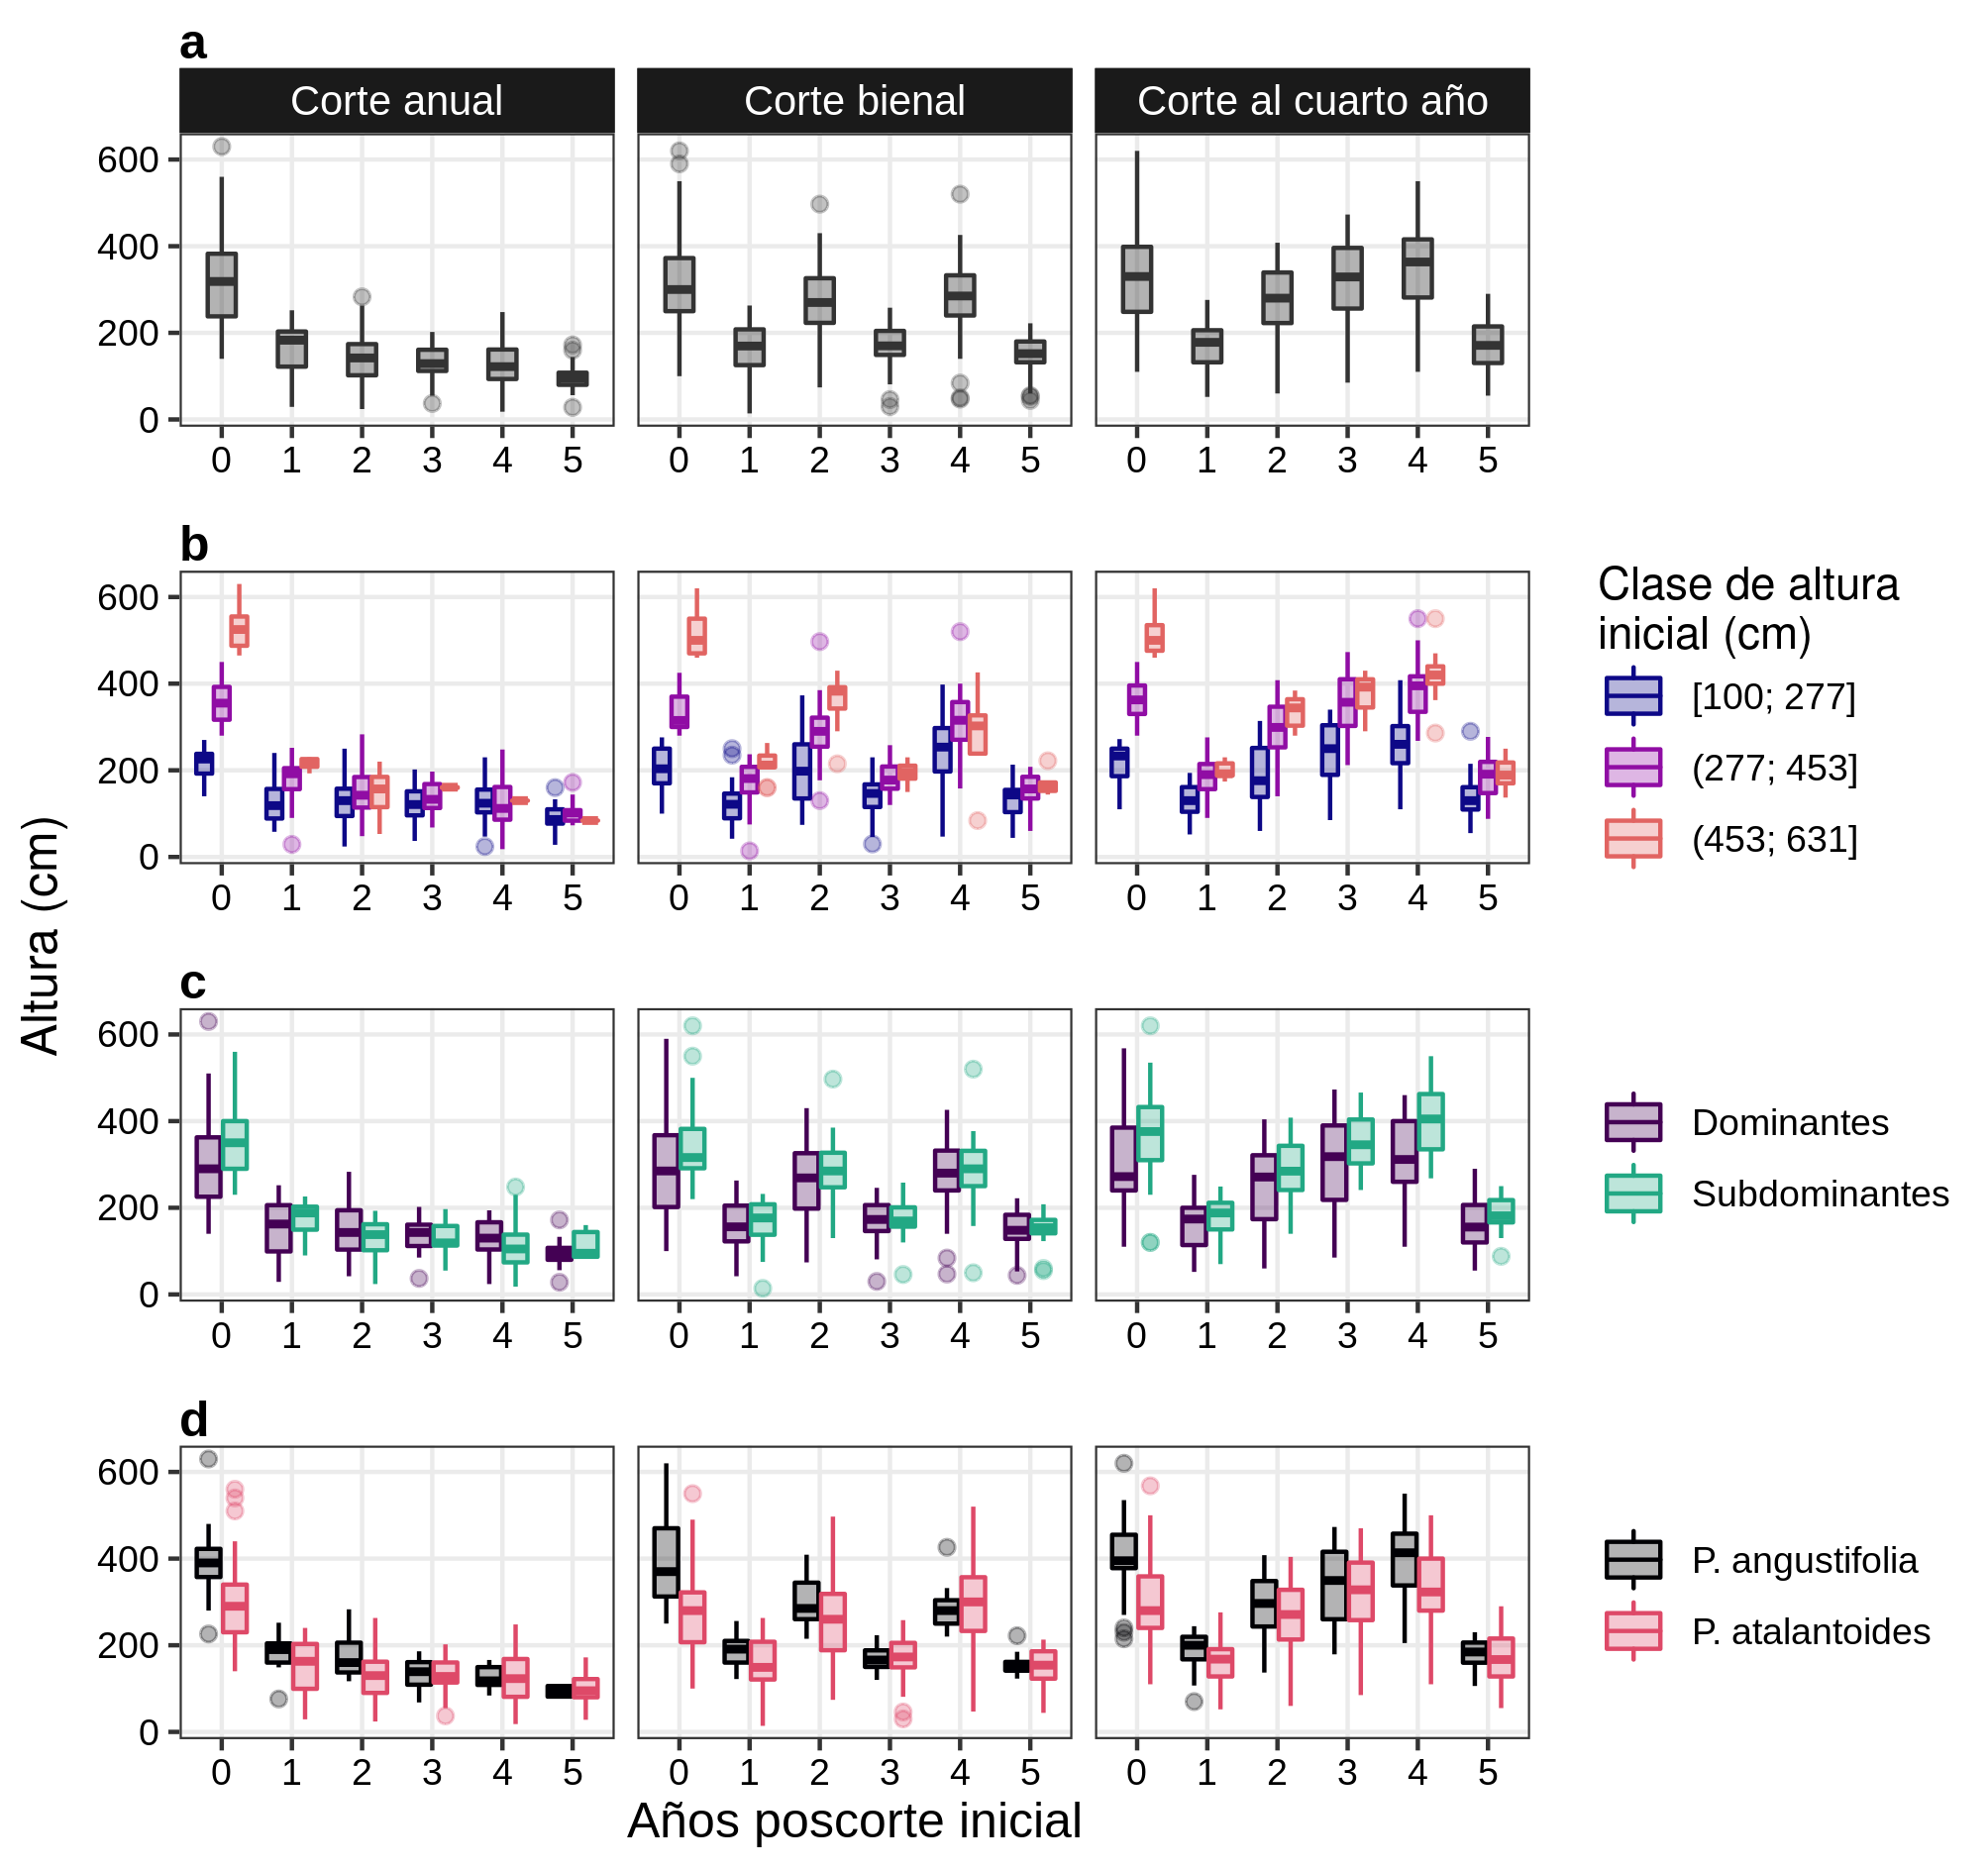 a
Corte anual Corte bienal Corte al cuarto año
600
400
200
0
0 1 2 3 4 5 0 1 2 3 4 5 0 1 2 3 4 5
b
600
400
200
0
0 1 2 3 4 5 0 1 2 3 4 5 0 1 2 3 4 5
Clase de altura
inicial (cm)
[100; 277]
(277; 453]
(453; 631]
Altura (cm)
c
600
400
200
0
0 1 2 3 4 5 0 1 2 3 4 5 0 1 2 3 4 5
Dominantes
Subdominantes
d
600
400
200
0
0 1 2 3 4 5 0 1 2 3 4 5 0 1 2 3 4 5
P. angustifolia
P. atalantoides
Años poscorte inicial